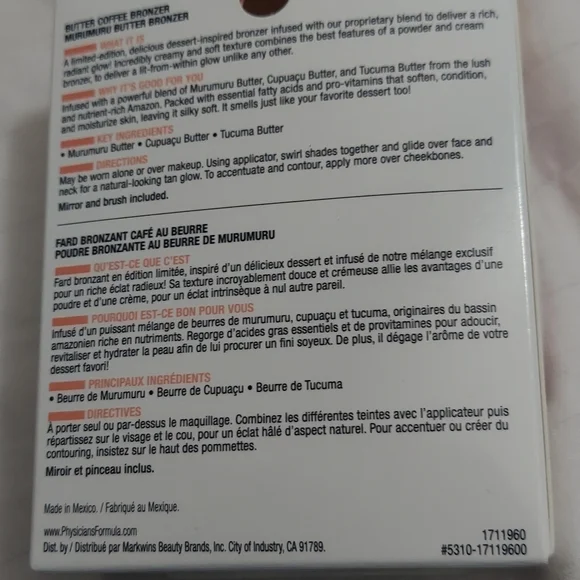 BUTTER COFFEE BRONZER
MURUMURU BUTTER BRONZER
WHAT IT IS
A limited-edition, delicious dessert-inspired bronzer infused with our proprietary blend to deliver a rich,
radiant glow! Incredibly creamy and soft texture combines the best features of a powder and cream
bronzer, to deliver a lit-from-within glow unlike any other.
WHY IT'S GOOD FOR YOU
Infused with a powerful blend of Murumuru Butter, Cupuaçu Butter, and Tucuma Butter from the lush
and nutrient-rich Amazon. Packed with essential fatty acids and pro-vitamins that soften, condition,
and moisturize skin, leaving it silky soft. It smells just like your favorite dessert too!
KEY INGREDIENTS
• Murumuru Butter • Cupuaçu Butter • Tucuma Butter
DIRECTIONS
May be worn alone or over makeup. Using applicator, swirl shades together and glide over face and
neck for a natural-looking tan glow. To accentuate and contour, apply more over cheekbones.
Mirror and brush included.
FARD BRONZANT CAFÉ AU BEURRE
POUDRE BRONZANTE AU BEURRE DE MURUMURU
QU'EST-CE QUE C'EST
Fard bronzant en édition limitée, inspiré d'un délicieux dessert et infusé de notre mélange exclusif
pour un riche éclat radieux! Sa texture incroyablement douce et crémeuse allie les avantages d'une
poudre et d'une crème, pour un éclat intrinsèque à nul autre pareil.
POURQUOI EST-CE BON POUR VOUS
Infusé d'un puissant mélange de beurres de murumuru, cupuaçu et tucuma, originaires du bassin
amazonien riche en nutriments. Regorge d'acides gras essentiels et de provitamines pour adoucir,
revitaliser et hydrater la peau afin de lui procurer un fini soyeux. De plus, il dégage l'arôme de votre
dessert favori!
PRINCIPAUX INGRÉDIENTS
• Beurre de Murumuru • Beurre de Cupuaçu • Beurre de Tucuma
DIRECTIVES
À porter seul ou par-dessus le maquillage. Combinez les différentes teintes avec l'applicateur puis
répartissez sur le visage et le cou, pour un éclat hâlé d'aspect naturel. Pour accentuer ou créer du
contouring, insistez sur le haut des pommettes.
Miroir et pinceau inclus.
Made in Mexico. / Fabriqué au Mexique.
www.PhysiciansFormula.com
Dist. by / Distribué par Markwins Beauty Brands, Inc. City of Industry, CA 91789.
1711960
#5310-17119600